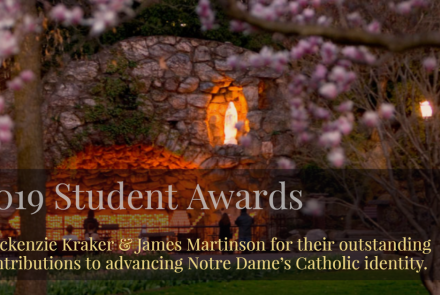 019 Student Awards
ckenzie Kraker & James Martinson for their outstanding
ntributions to advancing Notre Dame’s Catholic identity.